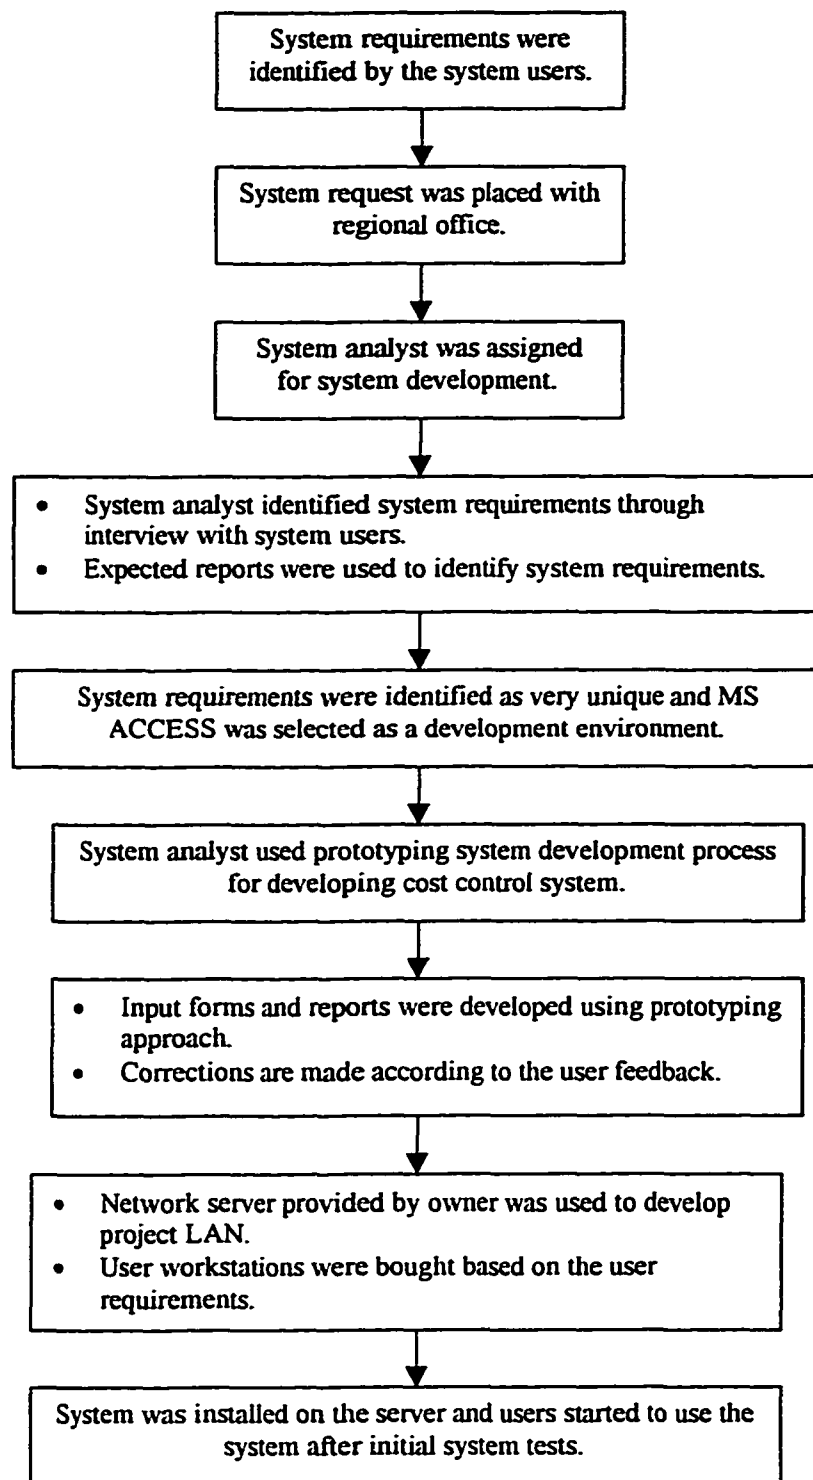 System requirements were
identified by the system users.
System request was placed with
regional office.
System analyst was assigned
for system development.
• System analyst identified system requirements through
interview with system users.
• Expected reports were used to identify system requirements.
System requirements were identified as very unique and MS
ACCESS was selected as a development environment.
System analyst used prototyping system development process
for developing cost control system.
• Input forms and reports were developed using prototyping
approach.
• Corrections are made according to the user feedback.
• Network server provided by owner was used to develop
project LAN.
• User workstations were bought based on the user
requirements.
System was installed on the server and users started to use the
system after initial system tests.